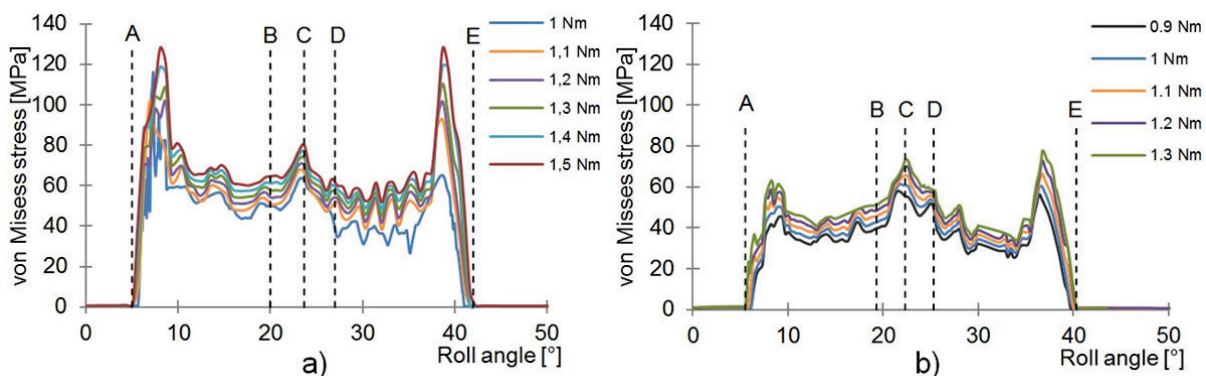 140
120
100
80
60
40
20
0
von Misess stress [MPa]
A
B
C
D
E
1 Nm
1,1 Nm
1,2 Nm
1,3 Nm
1,4 Nm
1,5 Nm
0 10 20 30 40 50
Roll angle [°]
a)
140
120
100
80
60
40
20
0
von Misess stress [MPa]
A
B
C
D
E
0.9 Nm
1 Nm
1.1 Nm
1.2 Nm
1.3 Nm
0 10 20 30 40 50
Roll angle [°]
b)